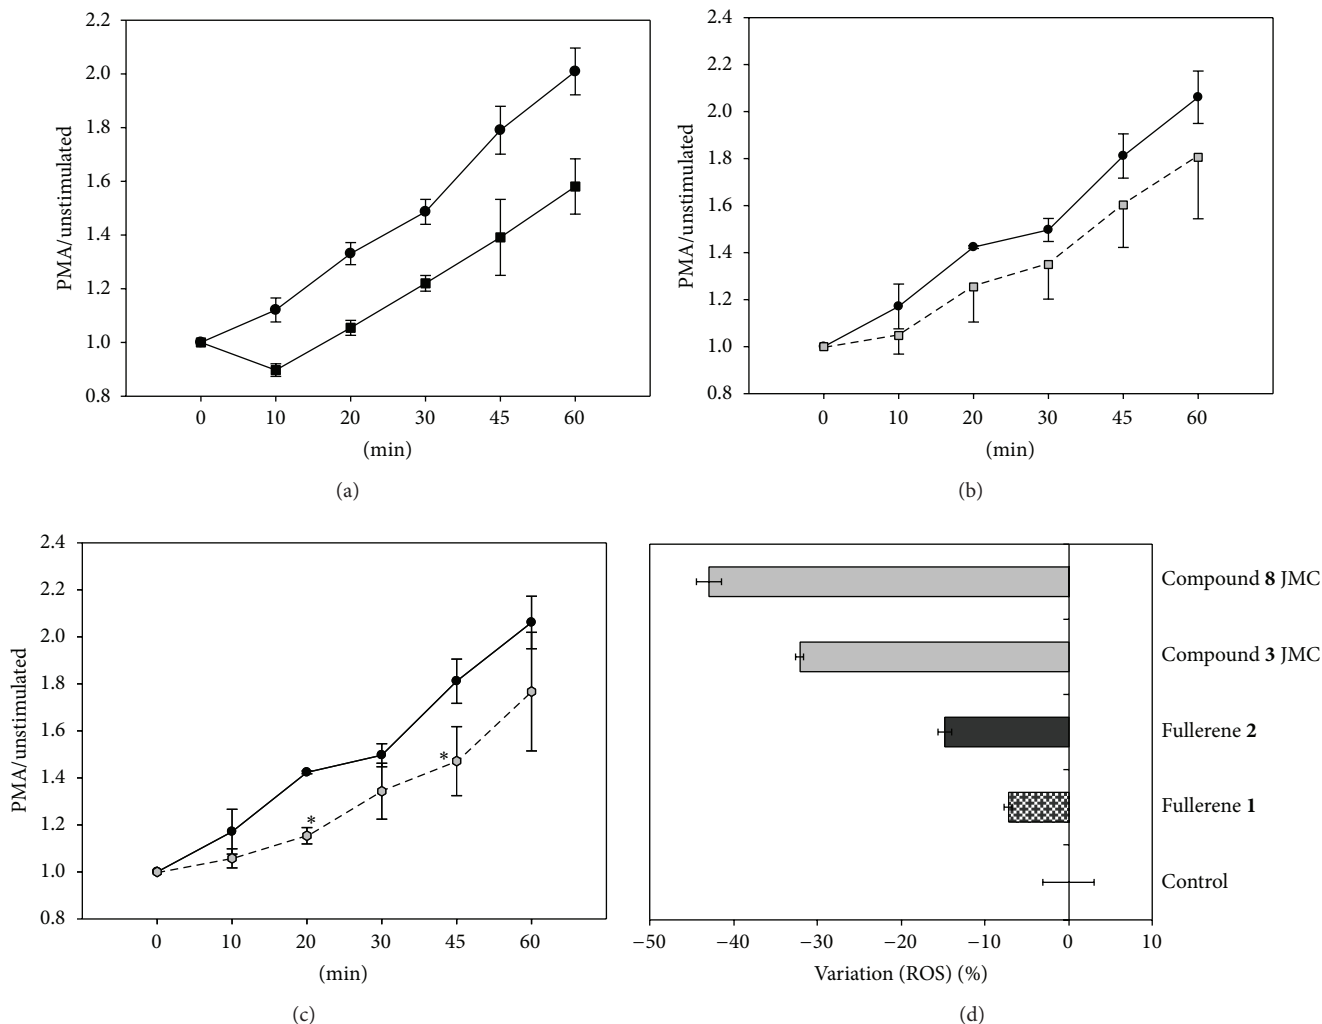 2.2
2.0
1.8
1.6
1.4
1.2
1.0
0.8
PMA/unstimulated
0 10 20 30 45 60
(min)
(a)
2.4
2.2
2.0
1.8
1.6
1.4
1.2
1.0
0.8
PMA/unstimulated
0 10 20 30 45 60
(min)
(b)
2.4
2.2
2.0
1.8
1.6
1.4
1.2
1.0
0.8
PMA/unstimulated
*
*
0 10 20 30 45 60
(min)
(c)
Compound 8 JMC
Compound 3 JMC
Fullerene 2
Fullerene 1
Control
−50 −40 −30 −20 −10 0 10
Variation (ROS) (%)
(d)